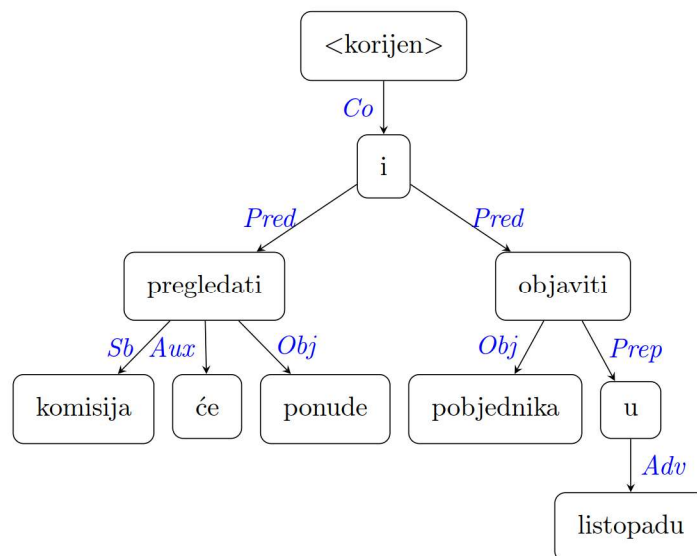 <korijen>
Co
i
Pred Pred
pregledati objaviti
Sb Aux Obj Obj Prep
komisija će ponude pobjednika u
Adv
listopadu